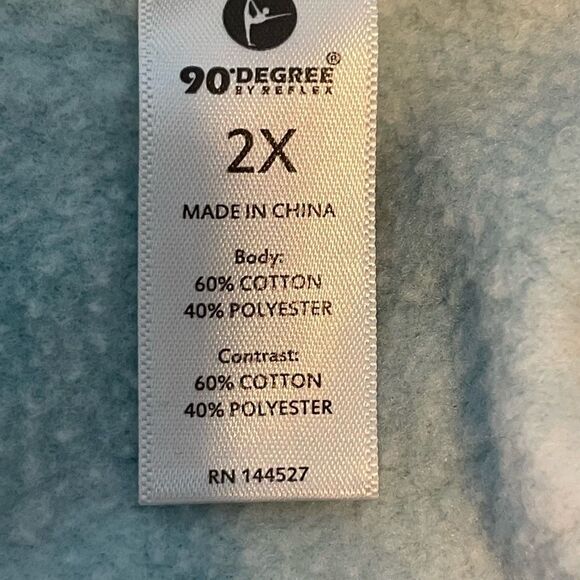 90°DEGREE®
BY REFLEX
2X
MADE IN CHINA
Body:
60% COTTON
40% POLYESTER
Contrast:
60% COTTON
40% POLYESTER
RN 144527